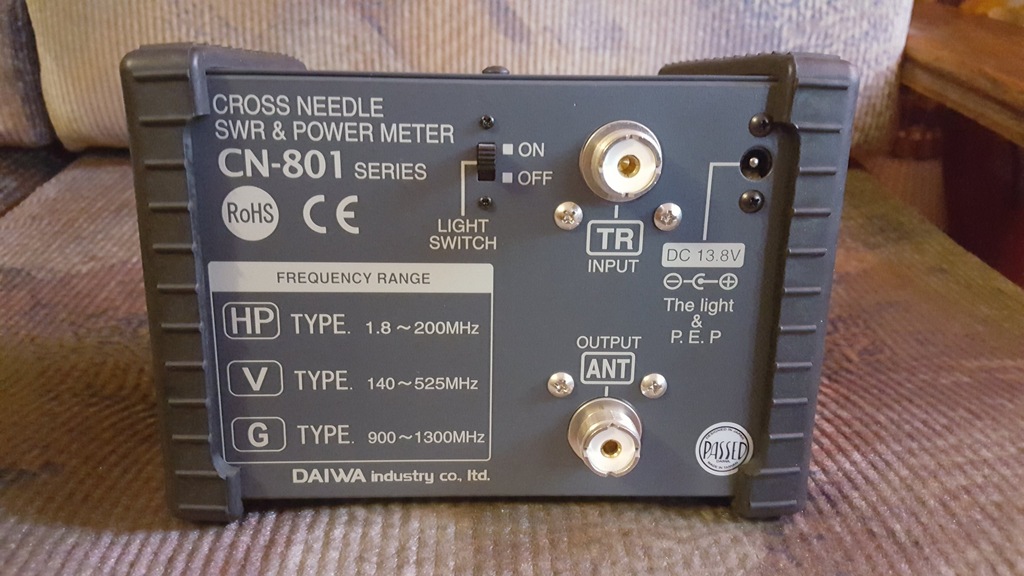 CROSS NEEDLE
SWR & POWER METER
CN-801 SERIES
RoHS CE
ON
OFF
LIGHT
SWITCH
TR
INPUT
DC 13.8V
The light
&
P. E. P
FREQUENCY RANGE
HP TYPE. 1.8~200MHz
V TYPE. 140~525MHz
G TYPE. 900~1300MHz
DAIWA industry co., ltd.
OUTPUT
ANT
PASSED